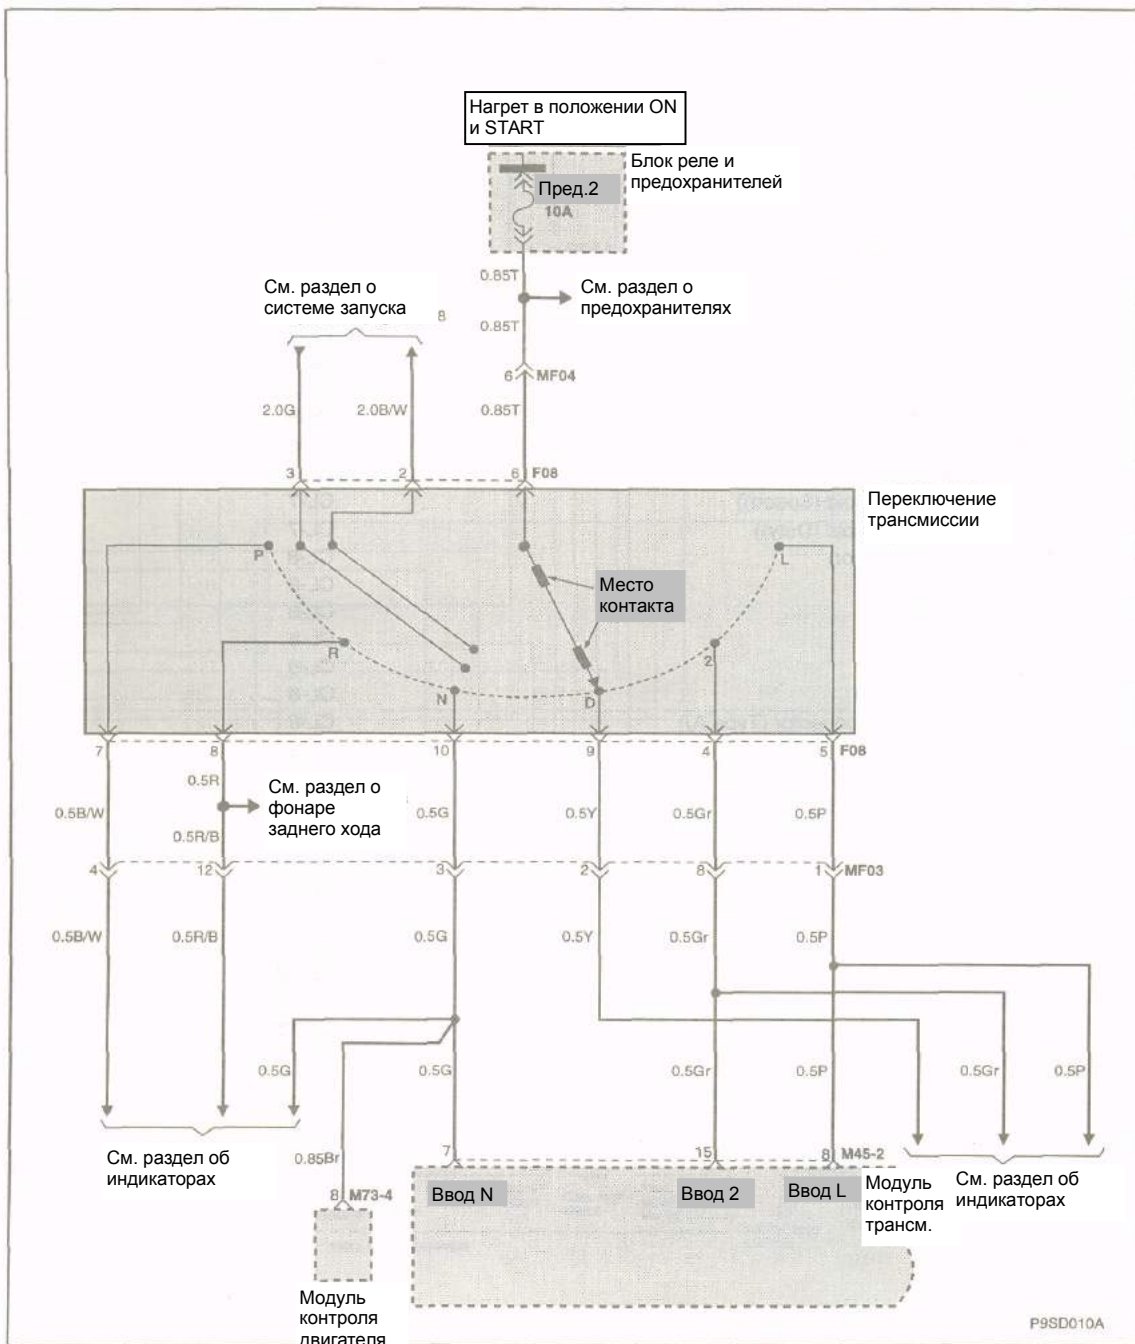 Нагрет в положении ON
и START
Блок реле и
предохранителей
Пред.2
10A
0.85T
См. раздел о
системе запуска
См. раздел о
предохранителях
8
0.85T
6 MF04
2.0G
2.0B/W
0.85T
3
2
6 F08
Переключение
трансмиссии
P
L
Место
контакта
R
2
N
D
7
8
10
9
4
5 F08
0.5R
См. раздел о
фонаре
заднего хода
0.5B/W
0.5G
0.5Y
0.5Gr
0.5P
0.5R/B
4
12
3
2
8
1 MF03
0.5B/W
0.5R/B
0.5G
0.5Y
0.5Gr
0.5P
0.5G
0.5G
0.5Gr
0.5P
0.5Gr
0.5P
См. раздел об
индикаторах
0.85Br
7
15
8 M45-2
8 M73-4
Ввод N
Ввод 2
Ввод L
Модуль
контроля
трансм.
См. раздел об
индикаторах
Модуль
контроля
двигателя
P9SD010A